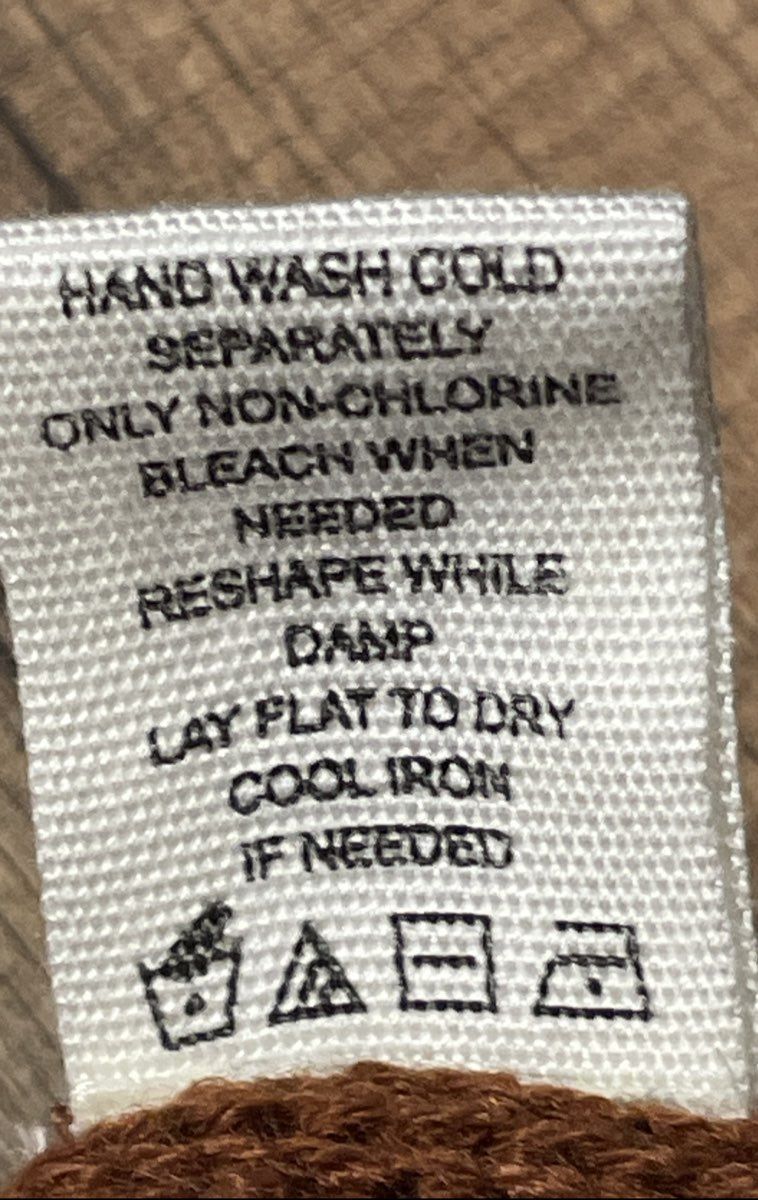 HAND WASH COLD
SEPARATELY
ONLY NON-CHLORINE
BLEACH WHEN
NEEDED
RESHAPE WHILE
DAMP
LAY FLAT TO DRY
COOL IRON
IF NEEDED